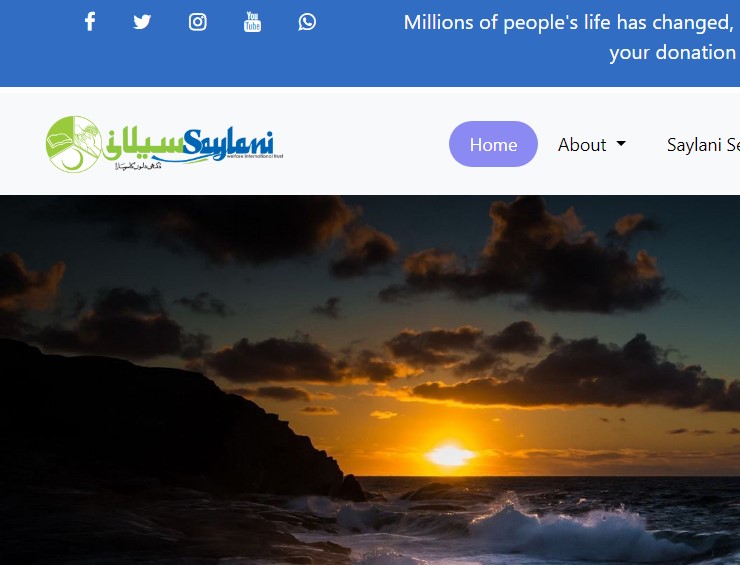 You
Tube
Millions of people's life has changed,
your donation
سیلانی Saylani
welfare international trust
Home
About
Saylani Se